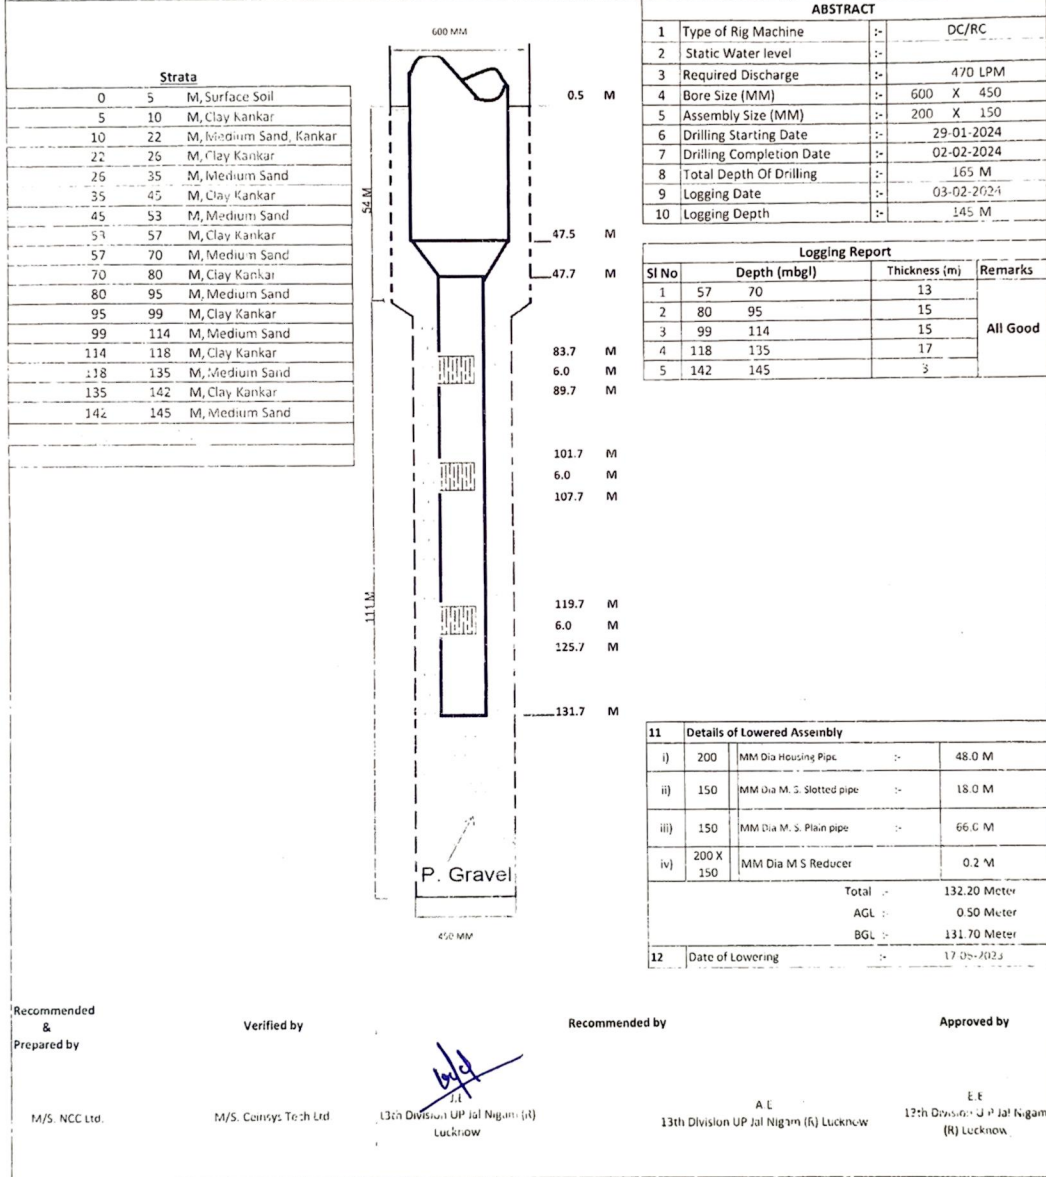 Strata
0 5 M, Surface Soil
5 10 M, Clay Kankar
10 22 M, Medium Sand, Kankar
22 26 M, Clay Kankar
26 35 M, Medium Sand
35 45 M, Clay Kankar
45 53 M, Medium Sand
53 57 M, Clay Kankar
57 70 M, Medium Sand
70 80 M, Clay Kankar
80 95 M, Medium Sand
95 99 M, Clay Kankar
99 114 M, Medium Sand
114 118 M, Clay Kankar
118 135 M, Medium Sand
135 142 M, Clay Kankar
142 145 M, Medium Sand
600 MM
0.5 M
54 M
47.5 M
47.7 M
83.7 M
6.0 M
89.7 M
101.7 M
6.0 M
107.7 M
111 M
119.7 M
6.0 M
125.7 M
131.7 M
P. Gravel
450 MM
ABSTRACT
1 Type of Rig Machine :- DC/RC
2 Static Water level :-
3 Required Discharge :- 470 LPM
4 Bore Size (MM) :- 600 X 450
5 Assembly Size (MM) :- 200 X 150
6 Drilling Starting Date :- 29-01-2024
7 Drilling Completion Date :- 02-02-2024
8 Total Depth Of Drilling :- 165 M
9 Logging Date :- 03-02-2024
10 Logging Depth :- 145 M
Logging Report
Sl No Depth (mbgl) Thickness (m) Remarks
1 57 70 13
2 80 95 15
3 99 114 15 All Good
4 118 135 17
5 142 145 3
11 Details of Lowered Assembly
i) 200 MM Dia Housing Pipe :- 48.0 M
ii) 150 MM Dia M. S. Slotted pipe :- 18.0 M
iii) 150 MM Dia M. S. Plain pipe :- 66.0 M
iv) 200 X 150 MM Dia M S Reducer 0.2 M
Total :- 132.20 Meter
AGL :- 0.50 Meter
BGL :- 131.70 Meter
12 Date of Lowering :- 17-05-2023
Recommended
&
Prepared by
Verified by
Recommended by
Approved by
M/S. NCC Ltd.
M/S. Ceinsys Tech Ltd
J.E
13th Division UP Jal Nigam (R)
Lucknow
A.E
13th Division UP Jal Nigam (R) Lucknow
E.E
13th Division U P Jal Nigam
(R) Lucknow